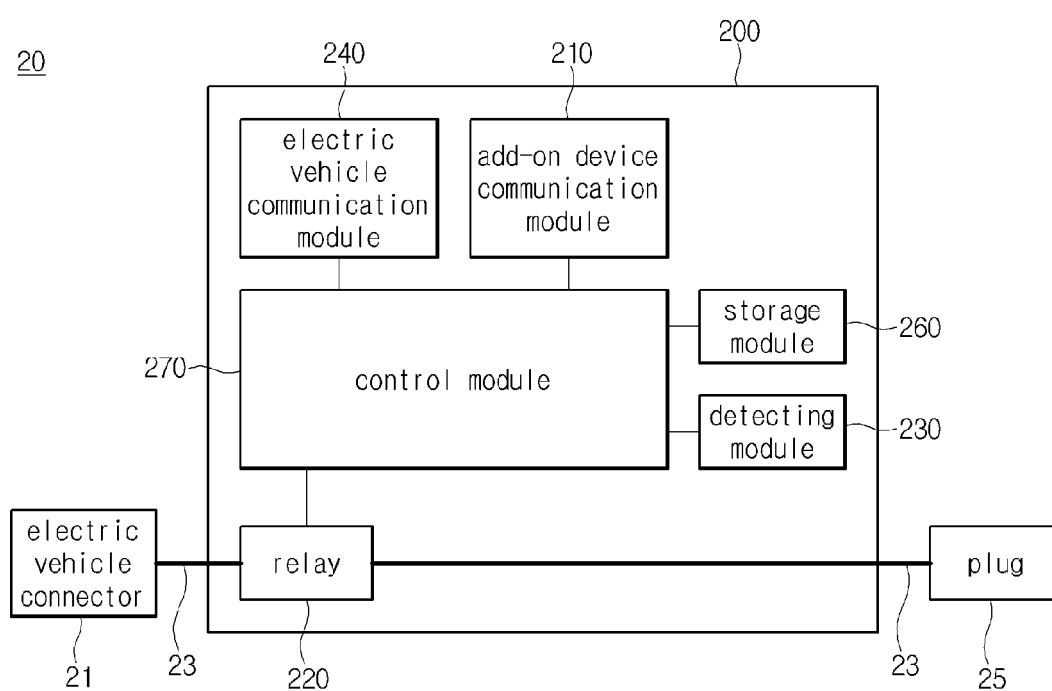 20
240
210
200
electric
vehicle
communication
module
add-on device
communication
module
storage
module
260
270
control module
detecting
module
230
electric
vehicle
connector
relay
plug
21
23
220
23
25